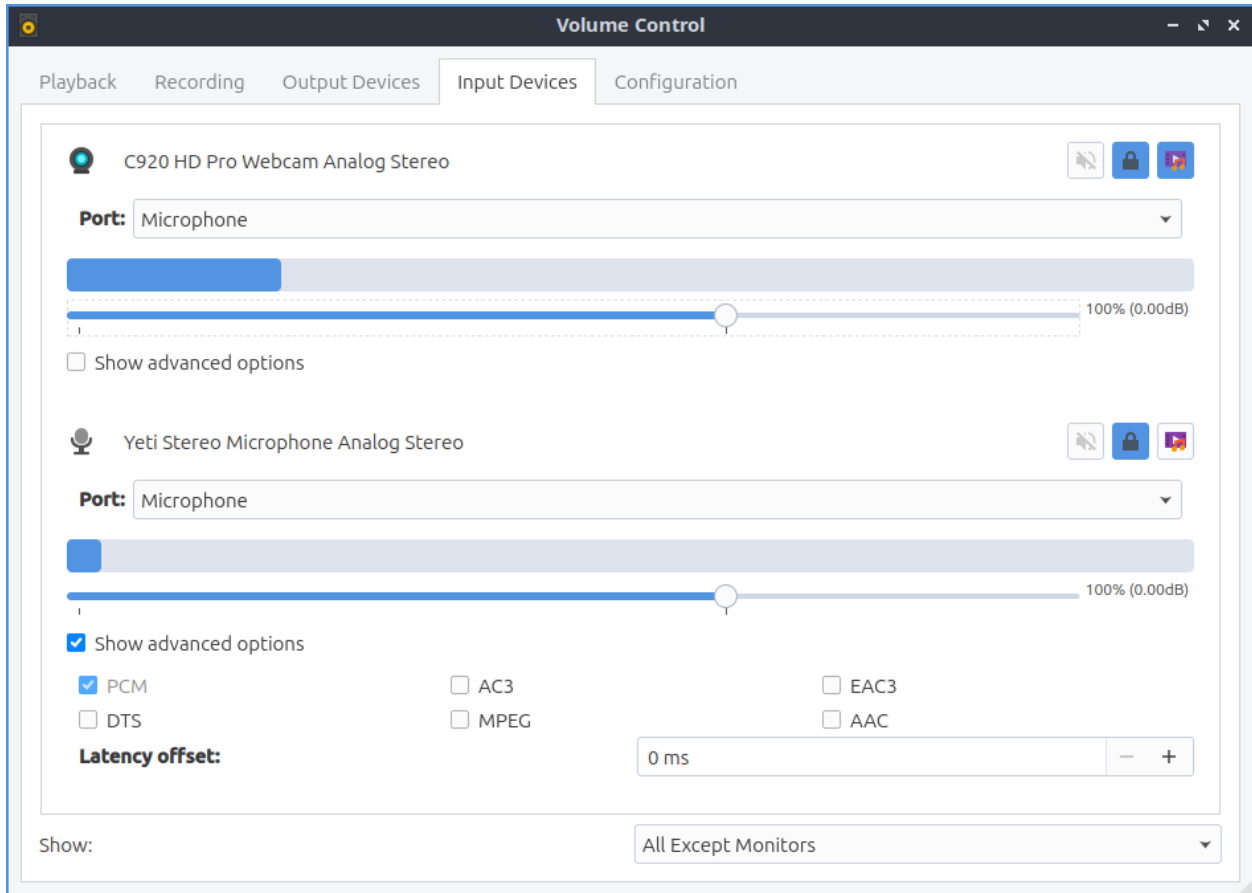 Volume Control
Playback Recording Output Devices Input Devices Configuration
C920 HD Pro Webcam Analog Stereo
Port: Microphone
100% (0.00dB)
Show advanced options
Yeti Stereo Microphone Analog Stereo
Port: Microphone
100% (0.00dB)
Show advanced options
PCM AC3 EAC3
DTS MPEG AAC
Latency offset: 0 ms
Show: All Except Monitors